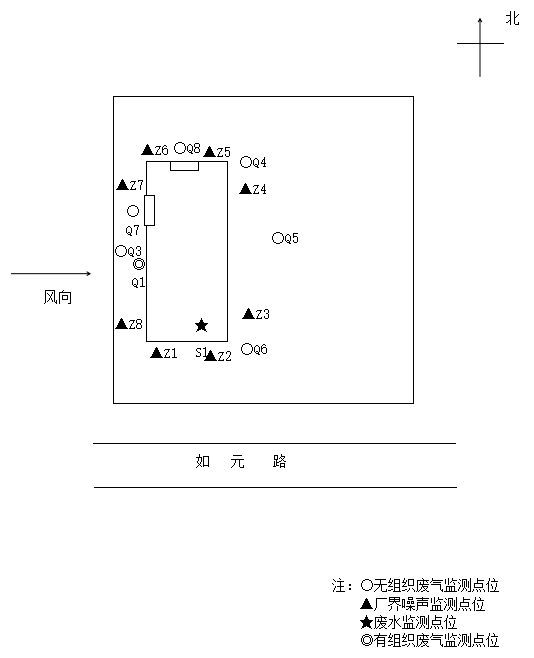 北
Z6 Q8 Z5
Q4
Z7
Z4
Q7
Q5
Q3
Q1
风向
Z3
Z8
Z1 S1 Z2 Q6
如 元 路
注：○无组织废气监测点位
▲厂界噪声监测点位
★废水监测点位
◎有组织废气监测点位